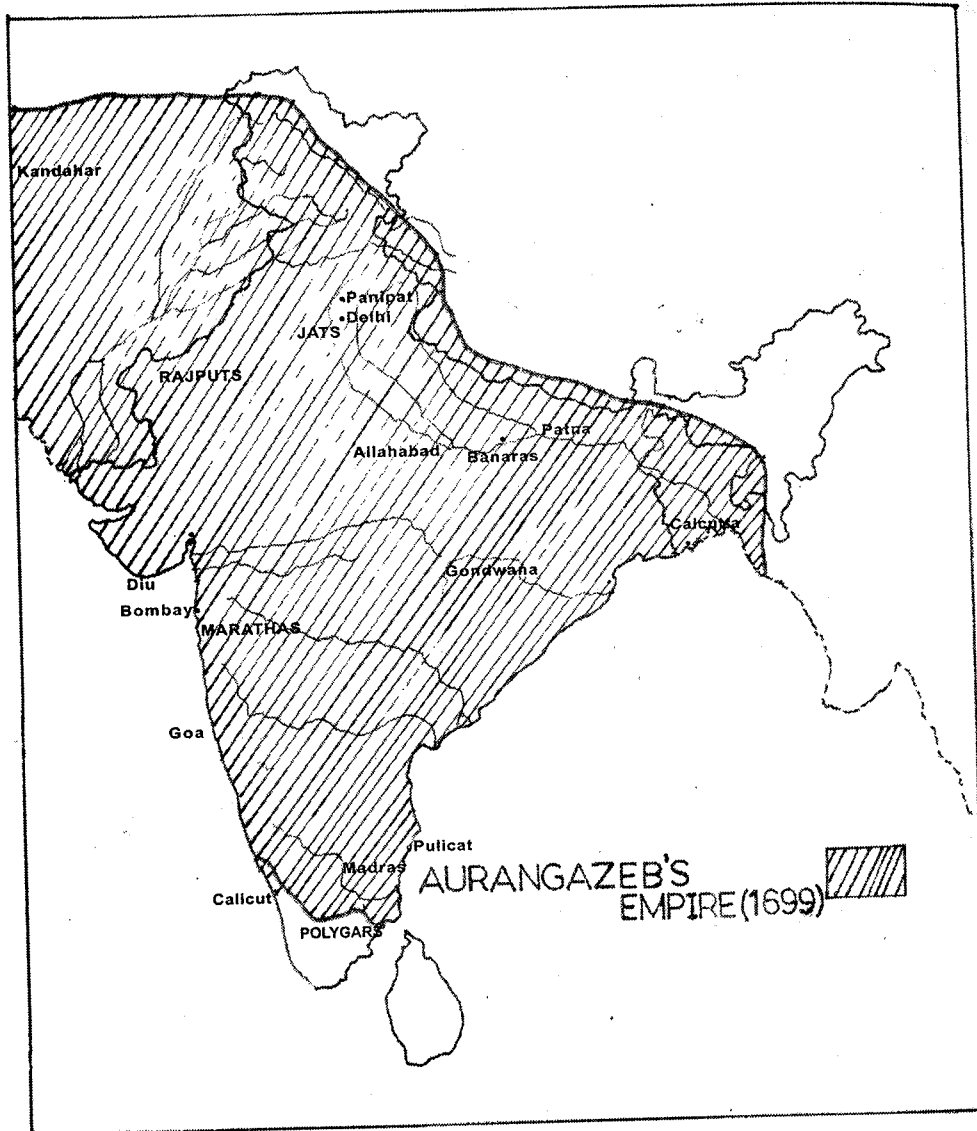 Kandahar
•Panipat
•Delhi
JATS
RAJPUTS
Patna
Allahabad
Banaras
Calcutta
Gondwana
Diu
Bombay
MARATHAS
Goa
Pulicat
Madras
Calicut
POLYGARS
AURANGAZEB'S
EMPIRE (1699)